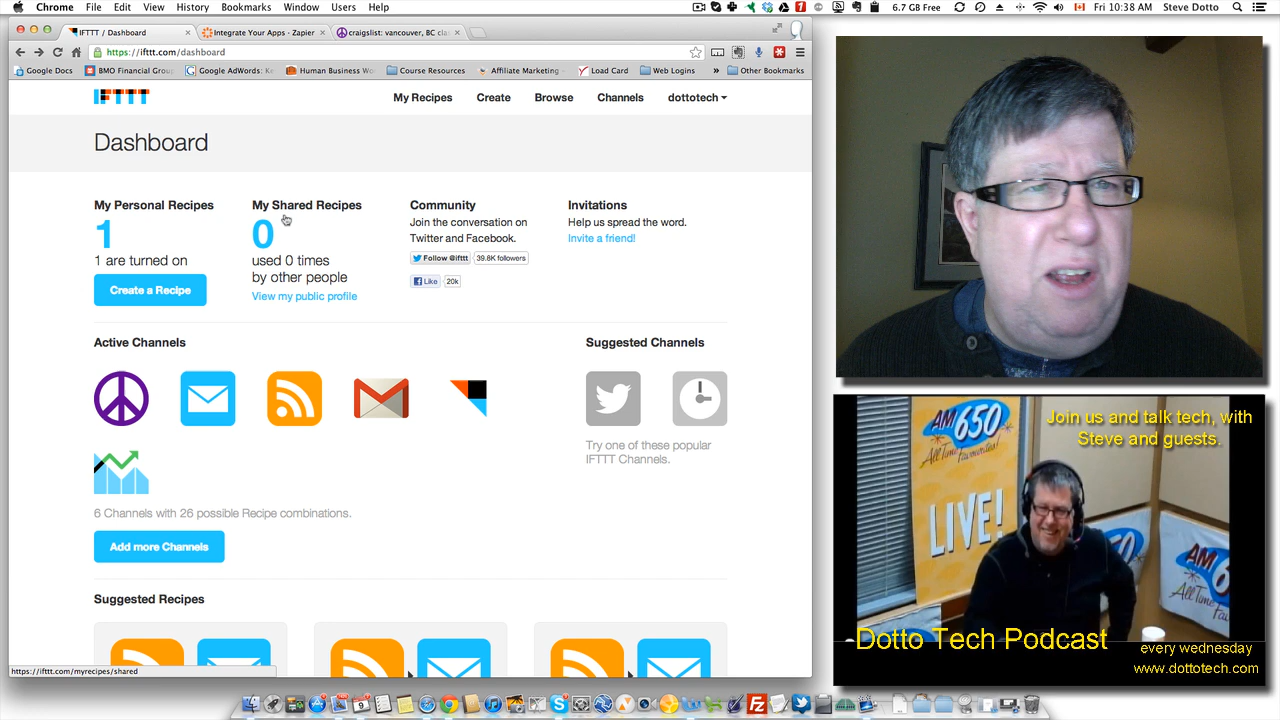 Chrome File Edit View History Bookmarks Window Users Help 6.7 GB Free Fri 10:38 AM Steve Dotto
IFTTT / Dashboard Integrate Your Apps - Zapier craigslist: vancouver, BC clas
https://ifttt.com/dashboard
Google Docs BMO Financial Group Google AdWords: Ke Human Business Wo Course Resources Affiliate Marketing - Load Card Web Logins » Other Bookmarks
IFTTT My Recipes Create Browse Channels dottotech
Dashboard
My Personal Recipes My Shared Recipes Community Invitations
1 0 Join the conversation on Help us spread the word.
Twitter and Facebook. Invite a friend!
1 are turned on used 0 times Follow @ifttt 39.8K followers
by other people Like 20k
Create a Recipe View my public profile
Active Channels Suggested Channels
Try one of these popular
IFTTT Channels.
6 Channels with 26 possible Recipe combinations.
Add more Channels
Suggested Recipes
https://ifttt.com/myrecipes/shared
AM 650
All Time Favourites!
LIVE!
Join us and talk tech, with
Steve and guests.
Dotto Tech Podcast
every wednesday
www.dottotech.com